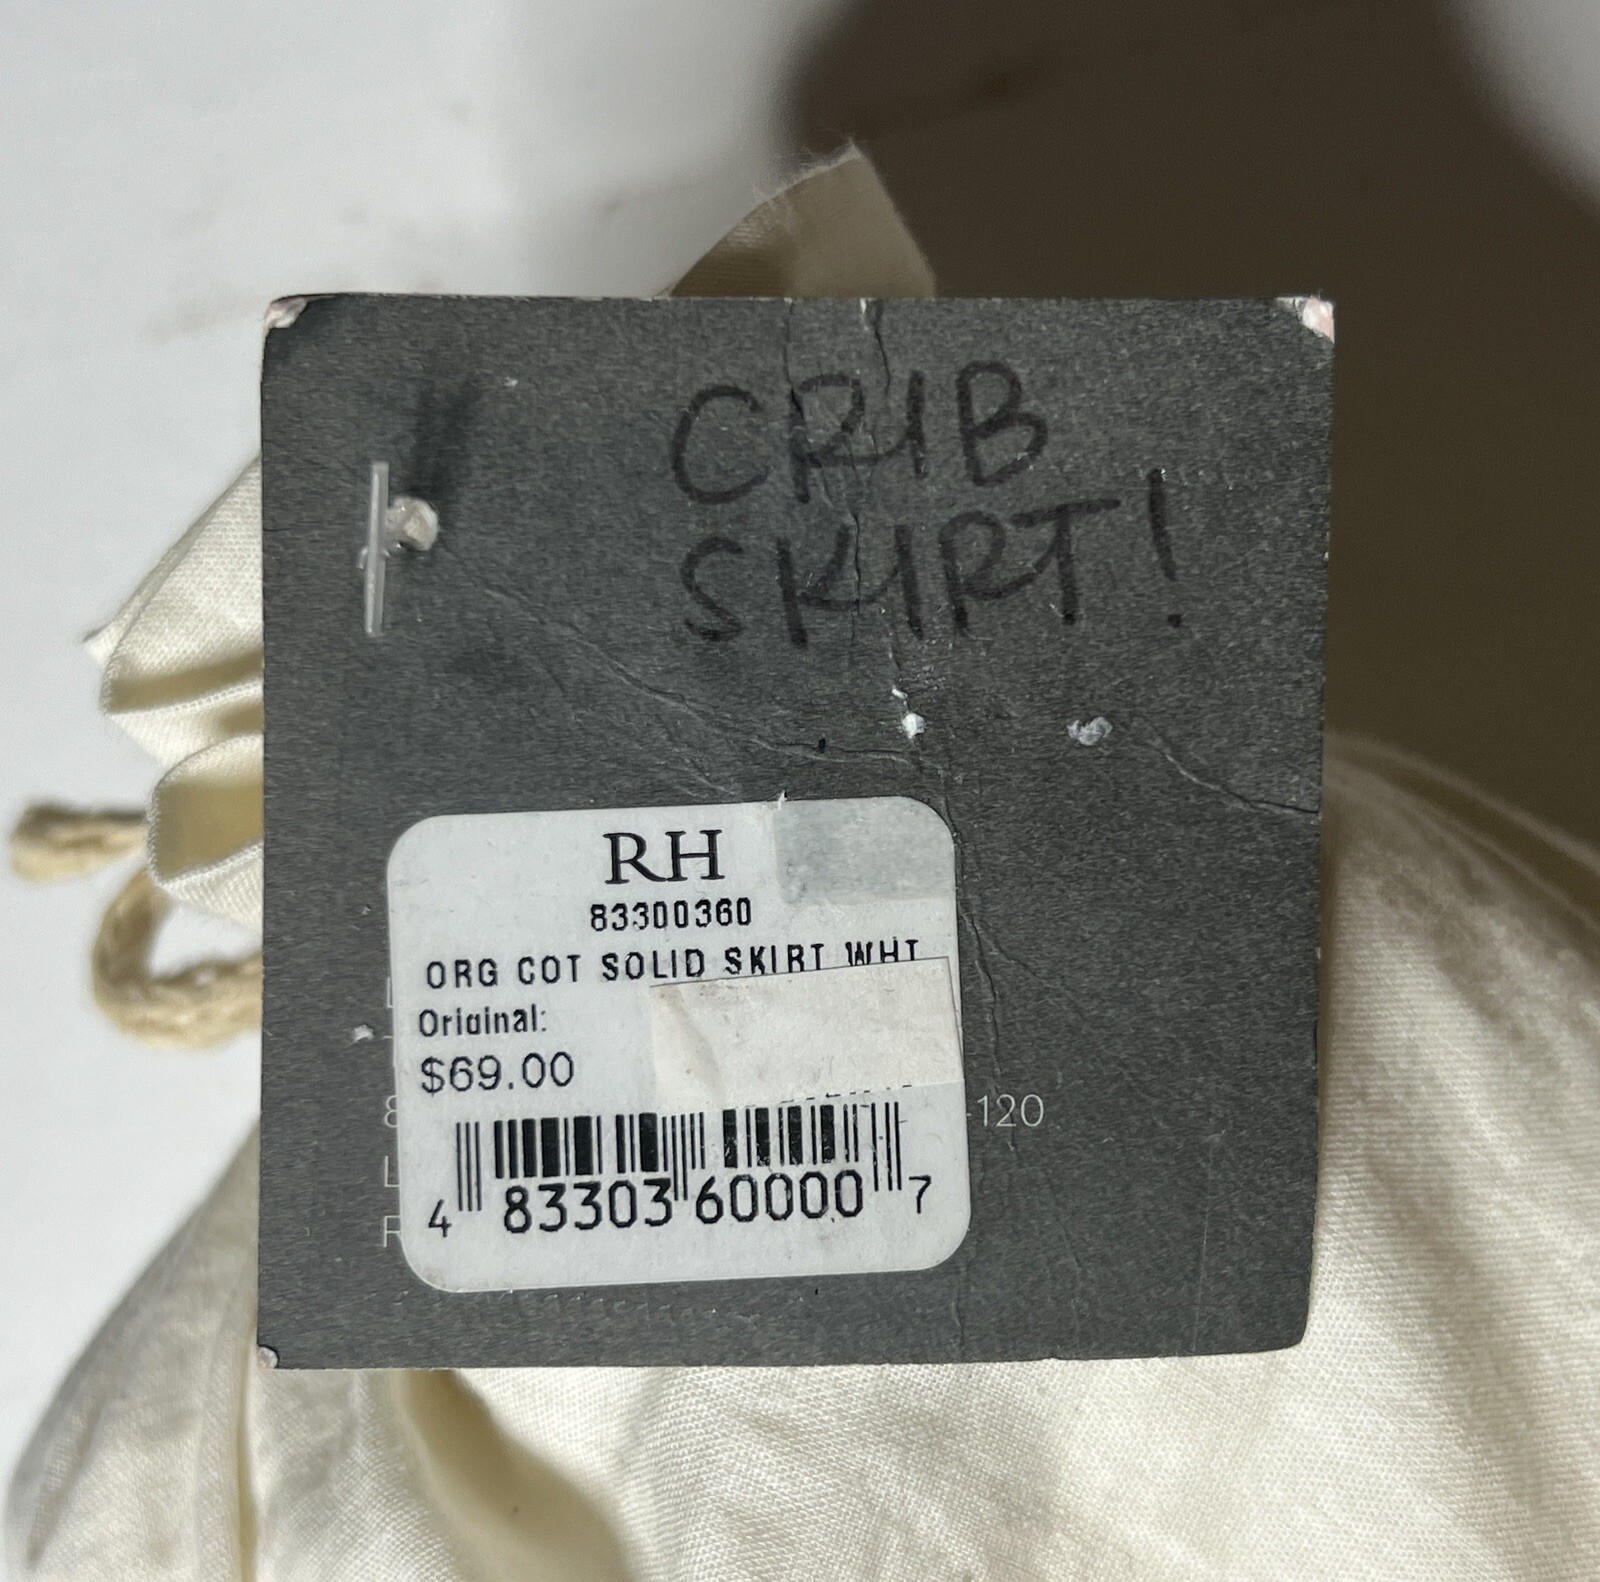 CRIB
SKIRT!
RH
83300360
ORG COT SOLID SKIRT WHT
Original:
$69.00
-120
4 83303 60000 7